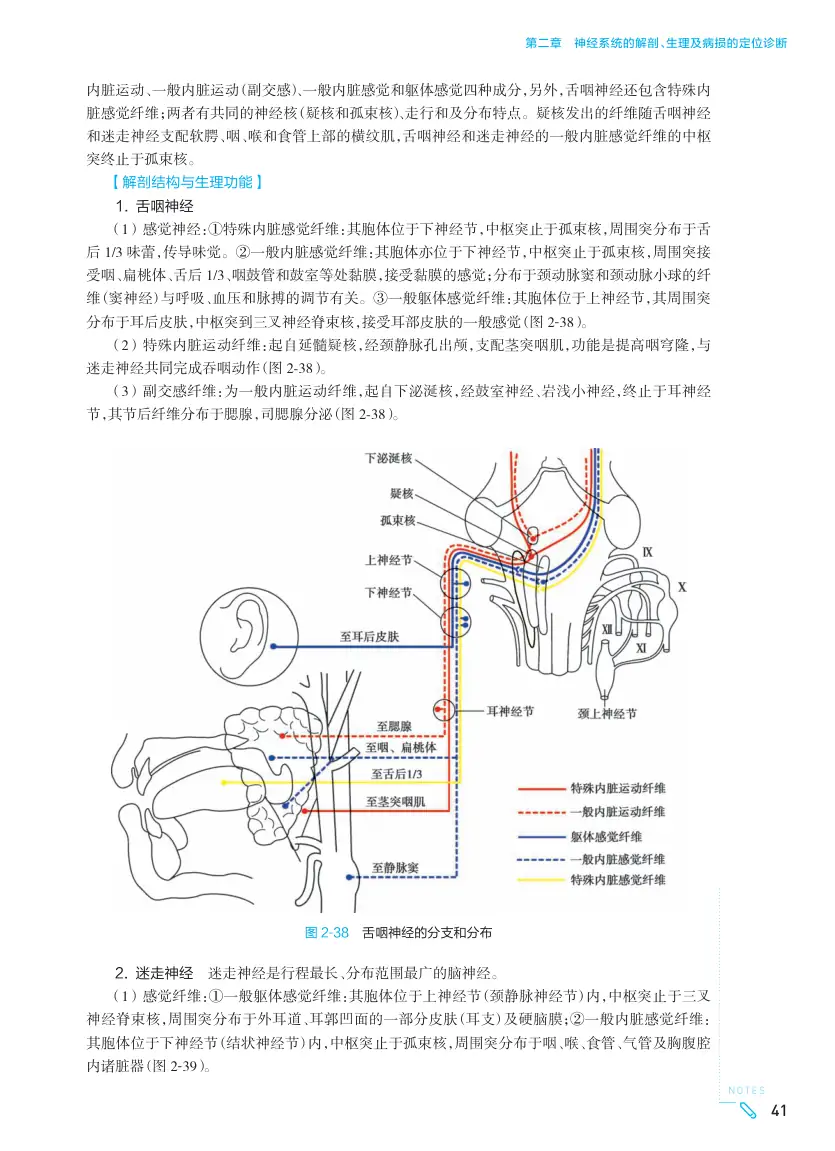 第二章　神经系统的解剖、生理及病损的定位诊断
内脏运动、一般内脏运动(副交感)、一般内脏感觉和躯体感觉四种成分,另外,舌咽神经还包含特殊内
脏感觉纤维;两者有共同的神经核(疑核和孤束核)、走行和及分布特点。疑核发出的纤维随舌咽神经
和迷走神经支配软腭、咽、喉和食管上部的横纹肌,舌咽神经和迷走神经的一般内脏感觉纤维的中枢
突终止于孤束核。
【解剖结构与生理功能】
1. 舌咽神经
(1)感觉神经:①特殊内脏感觉纤维:其胞体位于下神经节,中枢突止于孤束核,周围突分布于舌
后 1/3 味蕾,传导味觉。②一般内脏感觉纤维:其胞体亦位于下神经节,中枢突止于孤束核,周围突接
受咽、扁桃体、舌后 1/3、咽鼓管和鼓室等处黏膜,接受黏膜的感觉;分布于颈动脉窦和颈动脉小球的纤
维(窦神经)与呼吸、血压和脉搏的调节有关。③一般躯体感觉纤维:其胞体位于上神经节,其周围突
分布于耳后皮肤,中枢突到三叉神经脊束核,接受耳部皮肤的一般感觉(图 2-38)。
(2)特殊内脏运动纤维:起自延髓疑核,经颈静脉孔出颅,支配茎突咽肌,功能是提高咽穹隆,与
迷走神经共同完成吞咽动作(图 2-38)。
(3)副交感纤维:为一般内脏运动纤维,起自下泌涎核,经鼓室神经、岩浅小神经,终止于耳神经
节,其节后纤维分布于腮腺,司腮腺分泌(图 2-38)。
下泌涎核
疑核
孤束核
上神经节
下神经节
至耳后皮肤
IX
X
XII
XI
耳神经节
颈上神经节
至腮腺
至咽、扁桃体
至舌后1/3
至茎突咽肌
至静脉窦
特殊内脏运动纤维
一般内脏运动纤维
躯体感觉纤维
一般内脏感觉纤维
特殊内脏感觉纤维
图 2-38　舌咽神经的分支和分布
2. 迷走神经　迷走神经是行程最长、分布范围最广的脑神经。
(1)感觉纤维:①一般躯体感觉纤维:其胞体位于上神经节(颈静脉神经节)内,中枢突止于三叉
神经脊束核,周围突分布于外耳道、耳郭凹面的一部分皮肤(耳支)及硬脑膜;②一般内脏感觉纤维:
其胞体位于下神经节(结状神经节)内,中枢突止于孤束核,周围突分布于咽、喉、食管、气管及胸腹腔
内诸脏器(图 2-39)。
NOTES
41